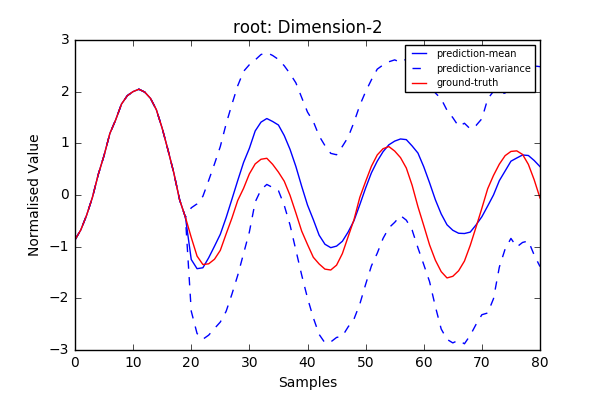 root: Dimension-2
3
2
1
0
−1
−2
−3
Normalised Value
prediction-mean
prediction-variance
ground-truth
0 10 20 30 40 50 60 70 80
Samples